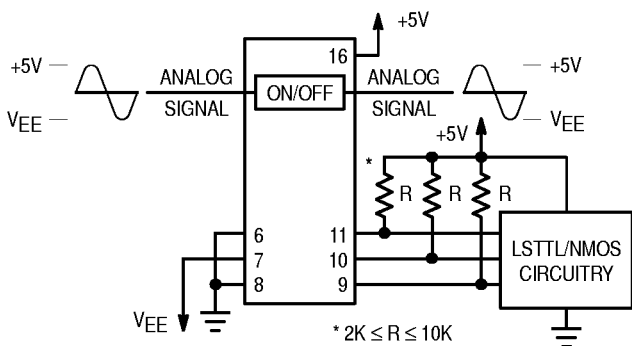 +5V
16
+5V
ANALOG
SIGNAL
ON/OFF
ANALOG
SIGNAL
+5V
VEE
VEE
+5V
*
R
R
R
6
7
8
11
10
9
LSTTL/NMOS
CIRCUITRY
VEE
* 2K ≤ R ≤ 10K